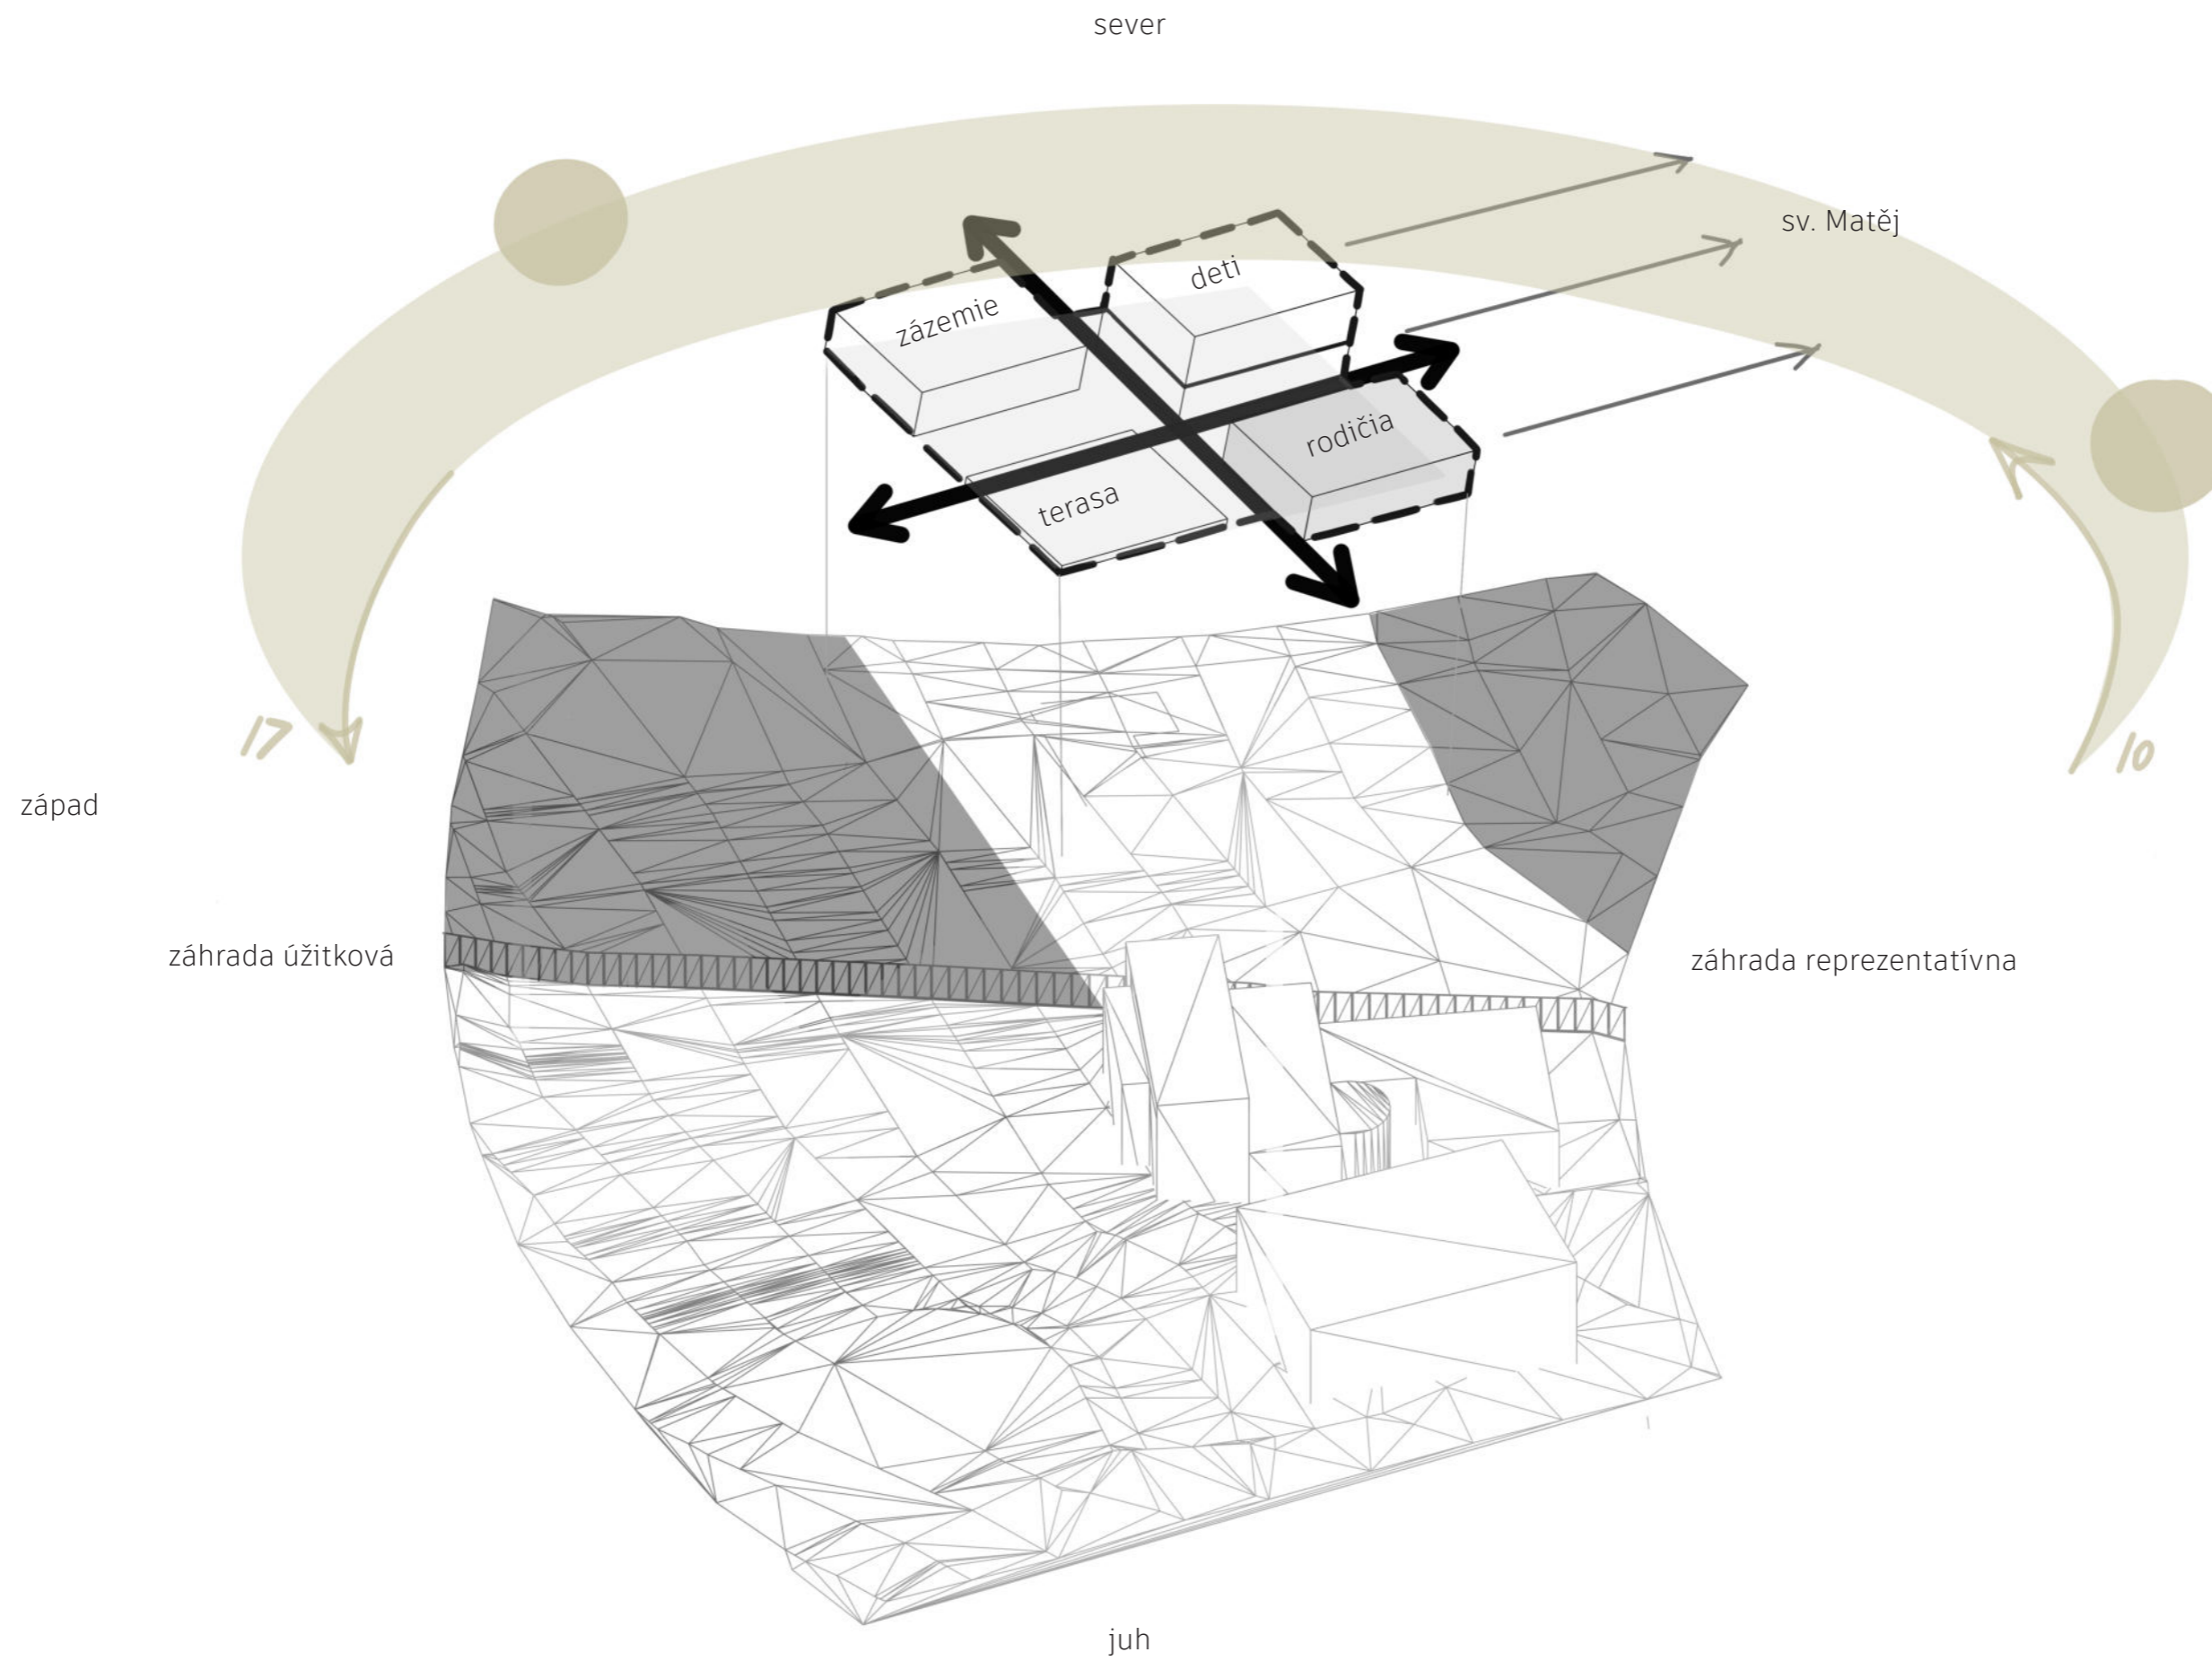 sever
sv. Matěj
deti
zázemie
rodičia
terasa
17
10
západ
záhrada úžitková
záhrada reprezentatívna
juh